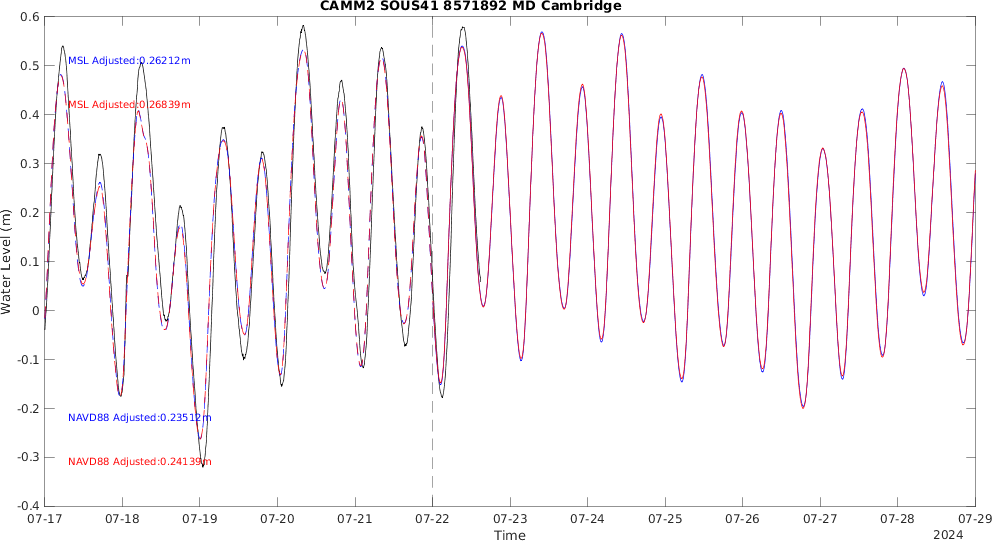 CAMM2 SOUS41 8571892 MD Cambridge
0.6
0.5
0.4
0.3
0.2
0.1
0
-0.1
-0.2
-0.3
-0.4
Water Level (m)
MSL Adjusted:0.26212m
MSL Adjusted:0.26839m
NAVD88 Adjusted:0.23512m
NAVD88 Adjusted:0.24139m
07-17 07-18 07-19 07-20 07-21 07-22 07-23 07-24 07-25 07-26 07-27 07-28 07-29
Time
2024